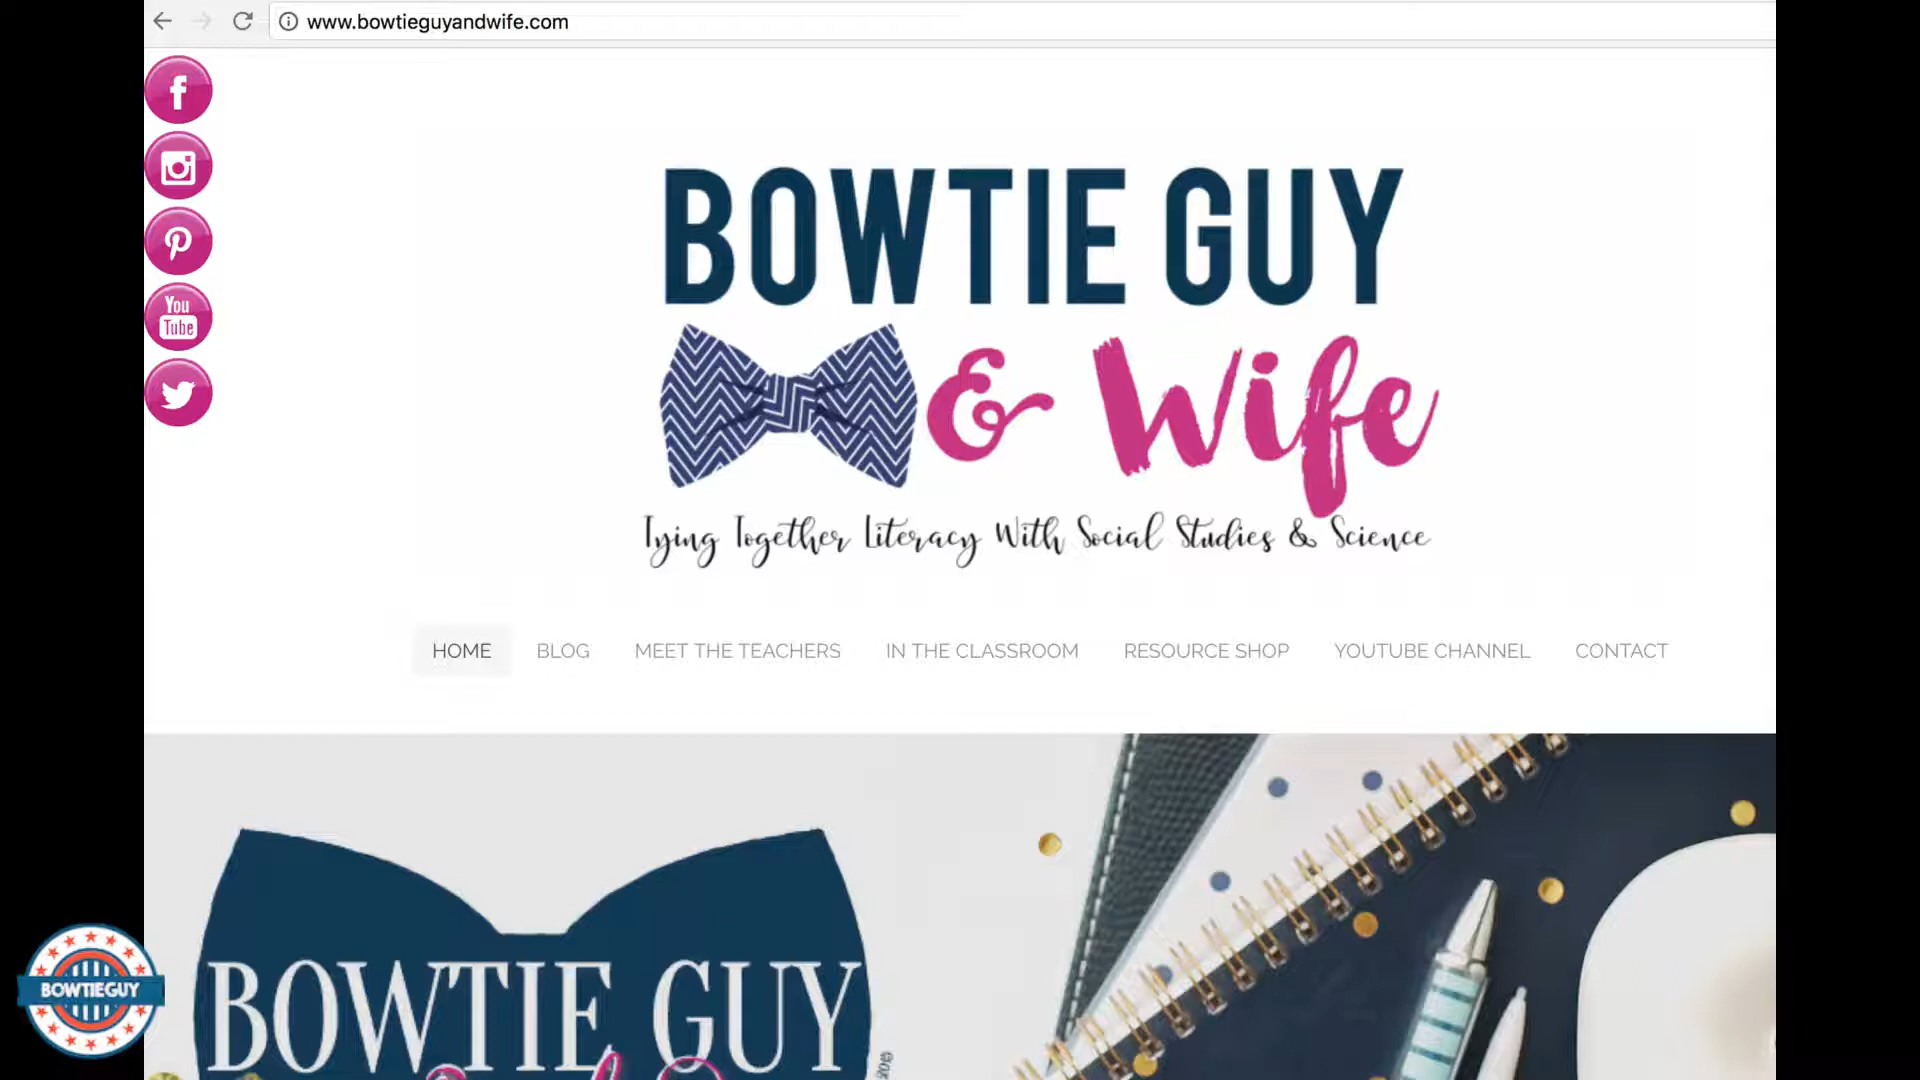 www.bowtieguyandwife.com
You
Tube
BOWTIE GUY
& Wife
Tying Together Literacy With Social Studies & Science
HOME BLOG MEET THE TEACHERS IN THE CLASSROOM RESOURCE SHOP YOUTUBE CHANNEL CONTACT
BOWTIE GUY
BOWTIEGUY